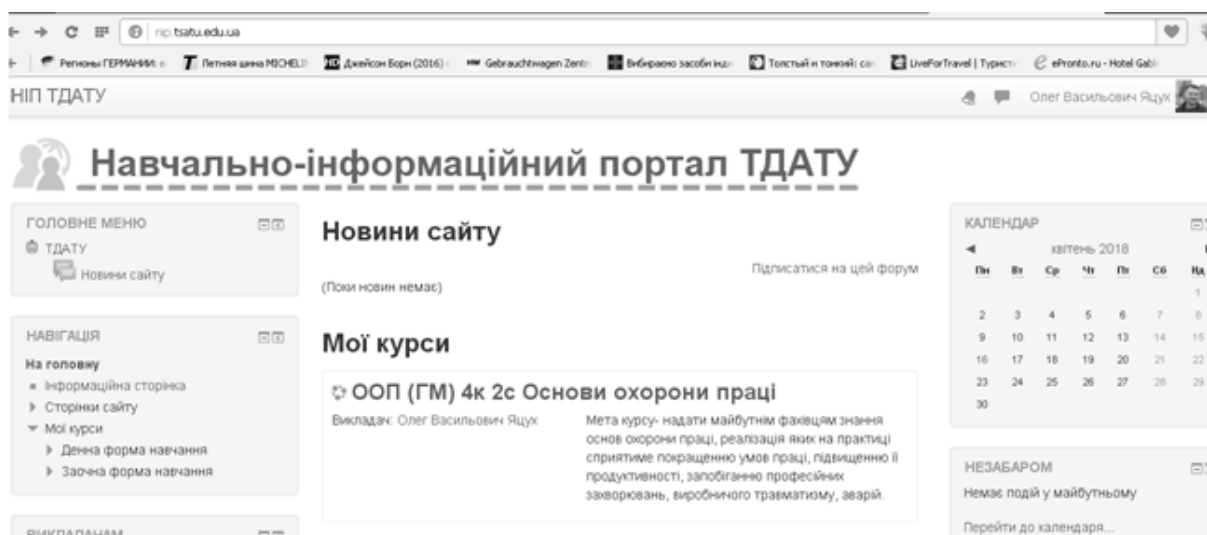 nip.tsatu.edu.ua
Регионы ГЕРМАНИИ: в
Летняя шина MICHELI
Джейсон Борн (2016)
Gebrauchtwagen Zentr
Вибираємо засоби інд
Толстый и тонкий: са
LiveForTravel | Турист
ePronto.ru - Hotel Gabi
НІП ТДАТУ
Олег Васильович Яцух
Навчально-інформаційний портал ТДАТУ
ГОЛОВНЕ МЕНЮ
ТДАТУ
Новини сайту
НАВІГАЦІЯ
На головну
Інформаційна сторінка
Сторінки сайту
Мої курси
Денна форма навчання
Заочна форма навчання
ВИКЛАДАЧАМ
Новини сайту
Підписатися на цей форум
(Поки новин немає)
Мої курси
ООП (ГМ) 4к 2с Основи охорони праці
Викладач: Олег Васильович Яцух
Мета курсу- надати майбутнім фахівцям знання
основ охорони праці, реалізація яких на практиці
сприятиме покращенню умов праці, підвищенню її
продуктивності, запобіганню професійних
захворювань, виробничого травматизму, аварій.
КАЛЕНДАР
квітень 2018
Пн Вт Ср Чт Пт Сб Нд
1
2 3 4 5 6 7 8
9 10 11 12 13 14 15
16 17 18 19 20 21 22
23 24 25 26 27 28 29
30
НЕЗАБАРОМ
Немає подій у майбутньому
Перейти до календаря...